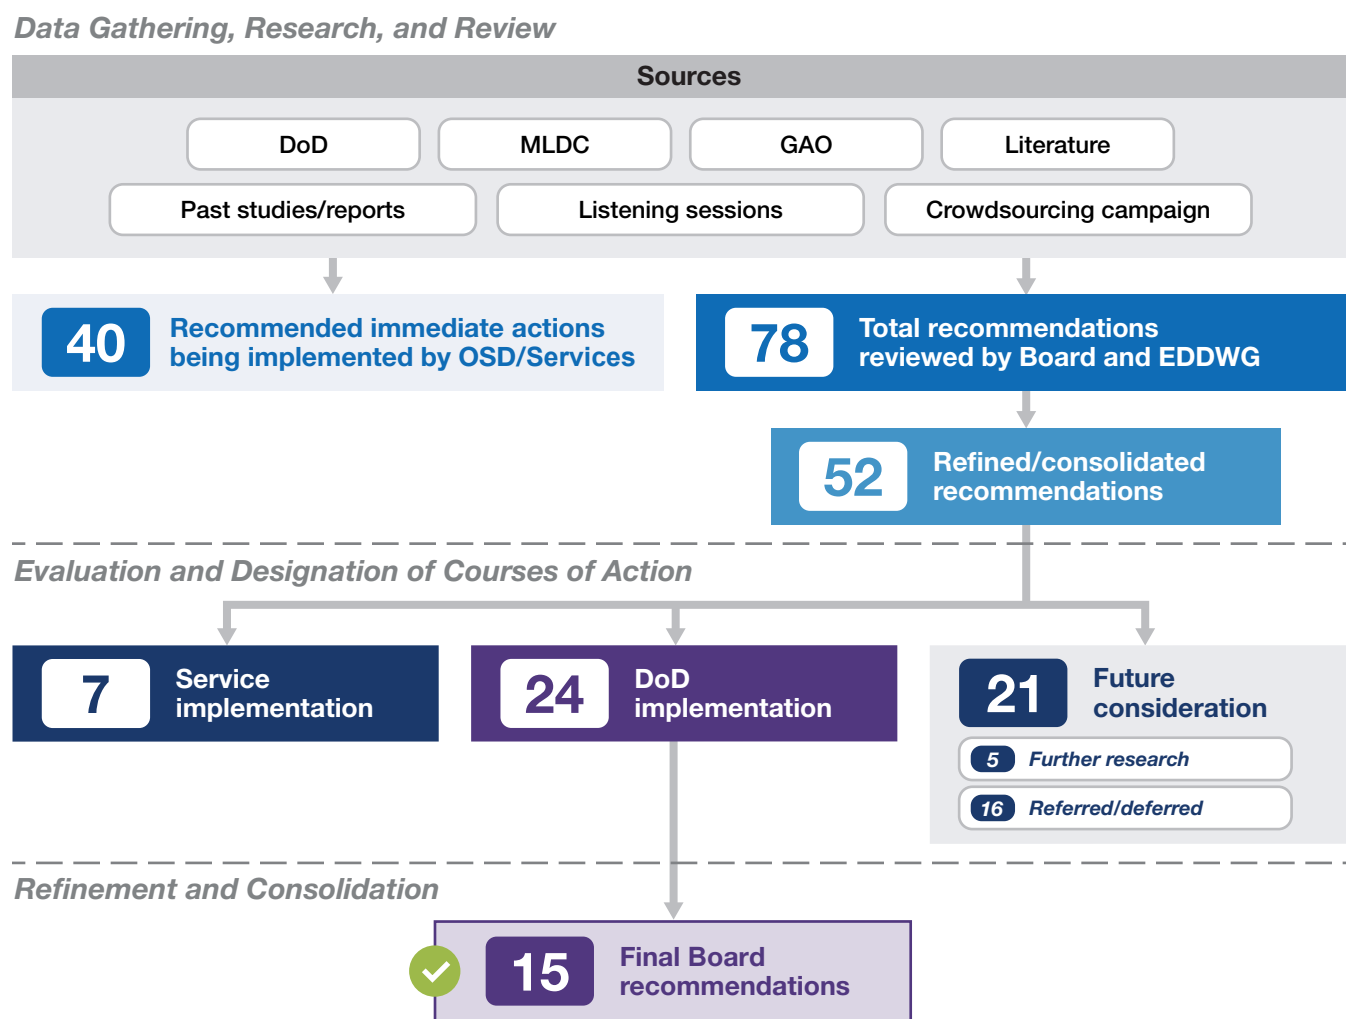 Data Gathering, Research, and Review
Sources
DoD
MLDC
GAO
Literature
Past studies/reports
Listening sessions
Crowdsourcing campaign
40
Recommended immediate actions
being implemented by OSD/Services
78
Total recommendations
reviewed by Board and EDDWG
52
Refined/consolidated
recommendations
Evaluation and Designation of Courses of Action
7
Service
implementation
24
DoD
implementation
21
Future
consideration
5 Further research
16 Referred/deferred
Refinement and Consolidation
15
Final Board
recommendations